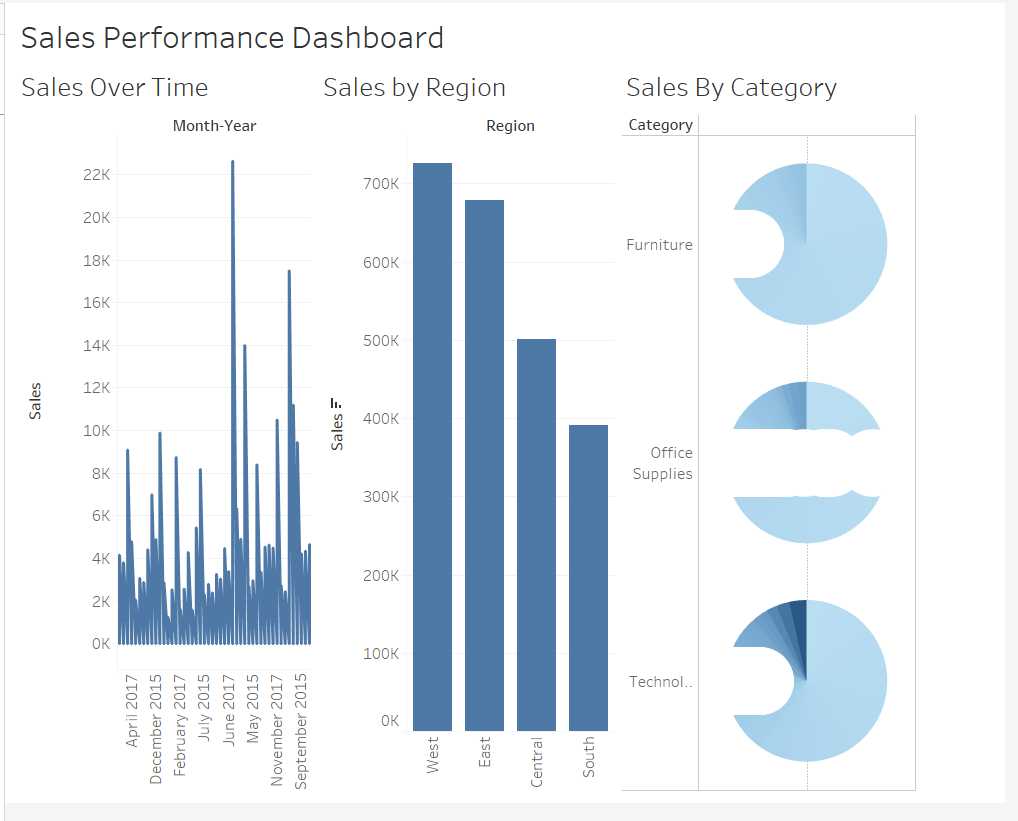 Sales Performance Dashboard
Sales Over Time
Month-Year
22K
20K
18K
16K
14K
12K
10K
8K
6K
4K
2K
0K
Sales
April 2017
December 2015
February 2017
July 2015
June 2017
May 2015
November 2017
September 2015
Sales by Region
Region
700K
600K
500K
400K
300K
200K
100K
0K
Sales
West
East
Central
South
Sales By Category
Category
Furniture
Office
Supplies
Technol..